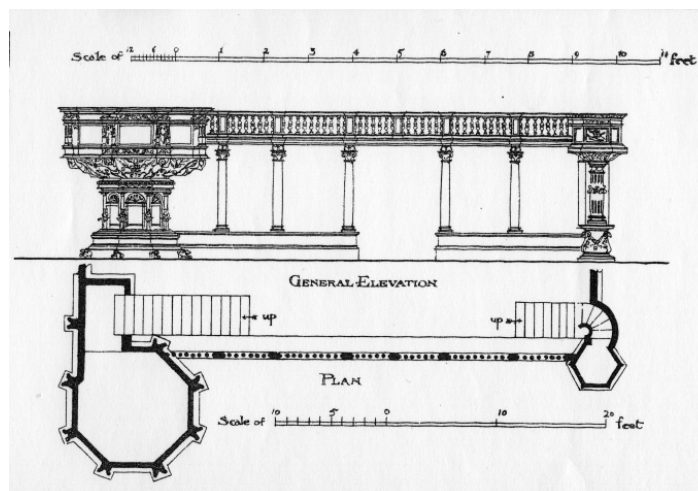 Scale of 12 6 0 1 2 3 4 5 6 7 8 9 10 11 feet
GENERAL ELEVATION
up
up
PLAN
Scale of 10 5 0 10 20 feet